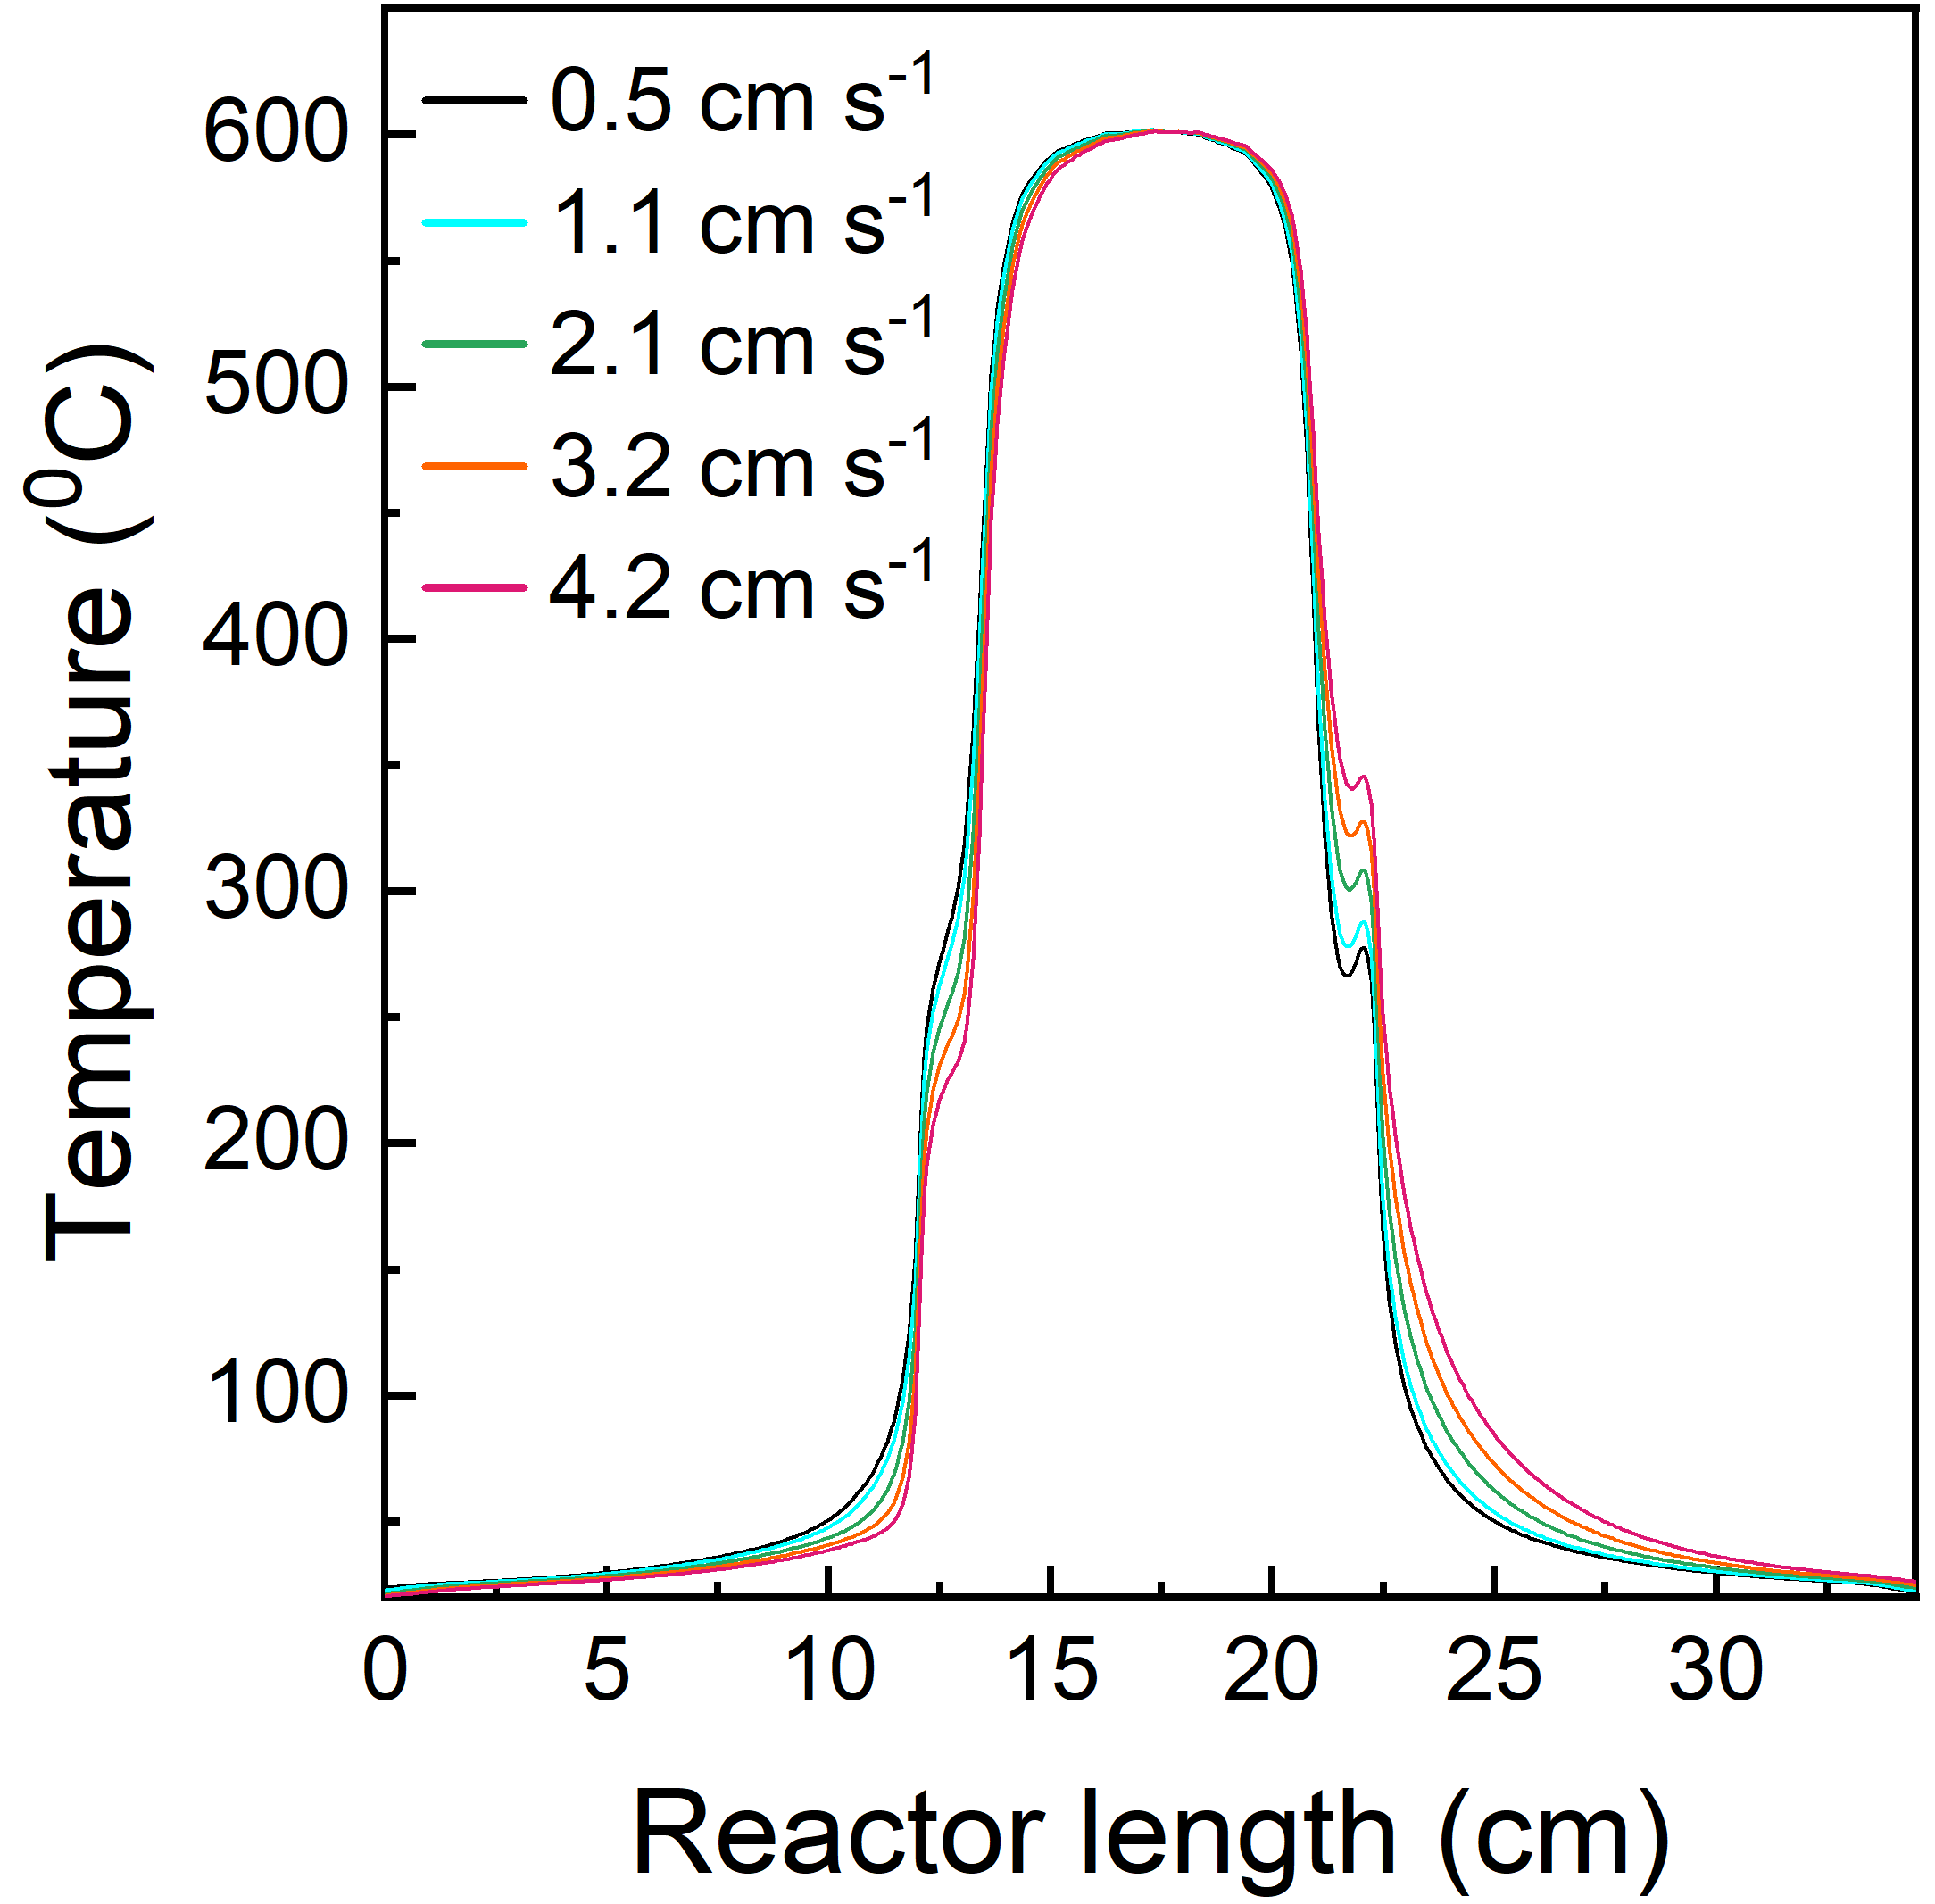 0.5 cm s⁻¹
1.1 cm s⁻¹
2.1 cm s⁻¹
3.2 cm s⁻¹
4.2 cm s⁻¹
Temperature (⁰C)
600
500
400
300
200
100
0 5 10 15 20 25 30
Reactor length (cm)